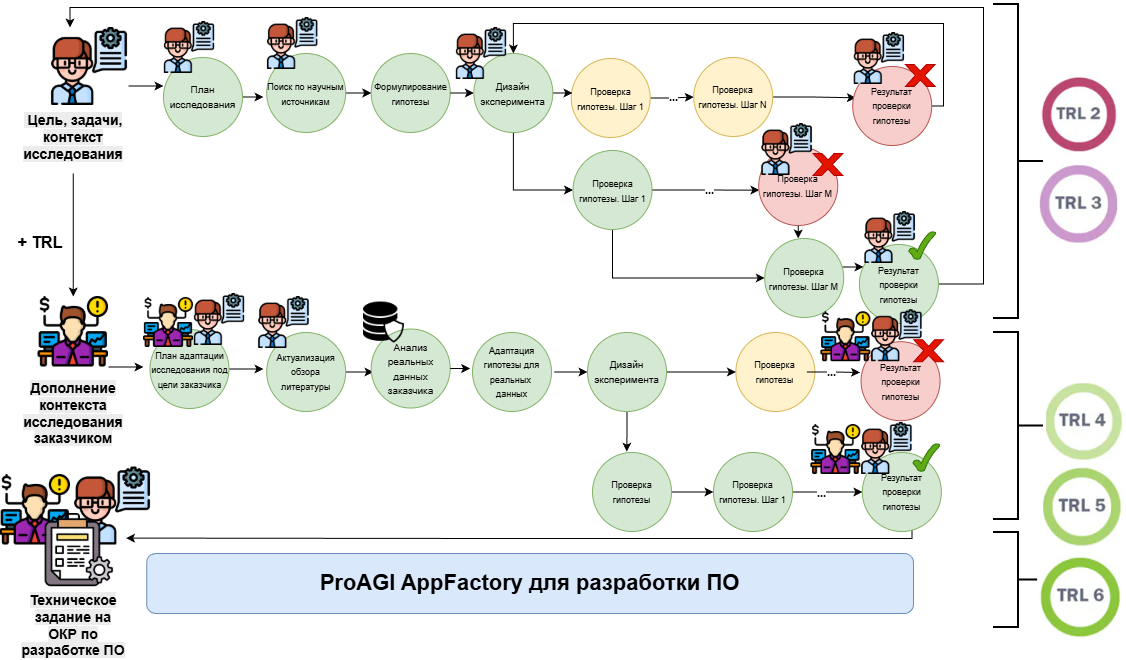 План
исследования
Поиск по научным
источникам
Формулирование
гипотезы
Дизайн
эксперимента
Проверка
гипотезы. Шаг 1
...
Проверка
гипотезы. Шаг N
Результат
проверки
гипотезы
Цель, задачи,
контекст
исследования
TRL 2
Проверка
гипотезы. Шаг 1
...
Проверка
гипотезы. Шаг M
TRL 3
+ TRL
Проверка
гипотезы. Шаг M
Результат
проверки
гипотезы
Дополнение
контекста
исследования
заказчиком
План адаптации
исследования под
цели заказчика
Актуализация
обзора
литературы
Анализ
реальных
данных
заказчика
Адаптация
гипотезы для
реальных
данных
Дизайн
эксперимента
Проверка
гипотезы
...
Результат
проверки
гипотезы
TRL 4
Проверка
гипотезы
Проверка
гипотезы. Шаг 1
...
Результат
проверки
гипотезы
TRL 5
ProAGI AppFactory для разработки ПО
Техническое
задание на
ОКР по
разработке ПО
TRL 6